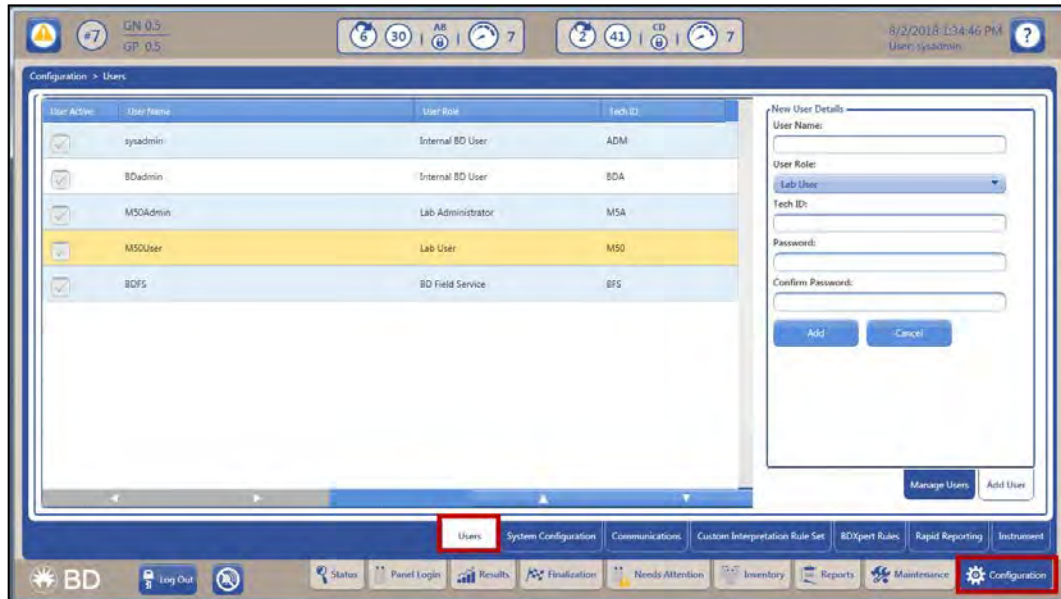 #7
GN 0.5
GP 0.5
6 30 AB 7
2 41 CD 7
8/2/2018 1:34:46 PM
User: sysadmin
?
Configuration > Users
User Active User Name User Role Tech ID
sysadmin Internal BD User ADM
BDadmin Internal BD User BDA
M50Admin Lab Administrator M5A
M50User Lab User M50
BDFS BD Field Service BFS
New User Details
User Name:
User Role:
Lab User
Tech ID:
Password:
Confirm Password:
Add Cancel
Manage Users Add User
Users System Configuration Communications Custom Interpretation Rule Set BDXpert Rules Rapid Reporting Instrument
BD Log Out Status Panel Login Results Finalization Needs Attention Inventory Reports Maintenance Configuration